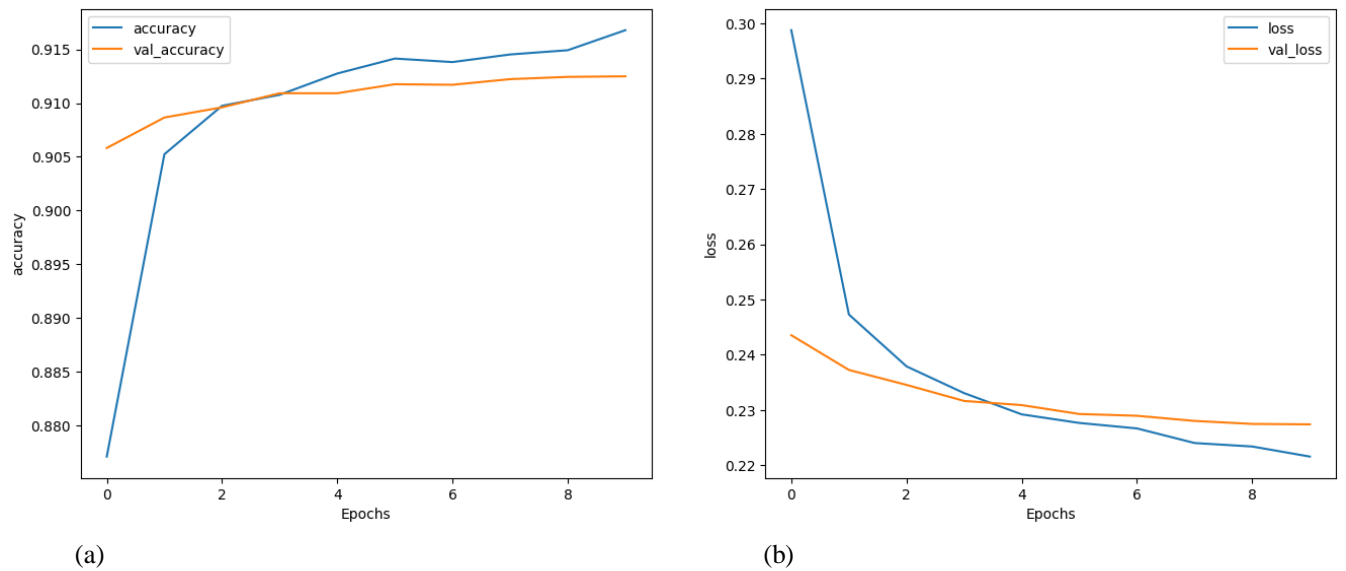 accuracy
val_accuracy
0.915
0.910
0.905
0.900
0.895
0.890
0.885
0.880
accuracy
0 2 4 6 8
Epochs
(a)
loss
val_loss
0.30
0.29
0.28
0.27
0.26
0.25
0.24
0.23
0.22
loss
0 2 4 6 8
Epochs
(b)